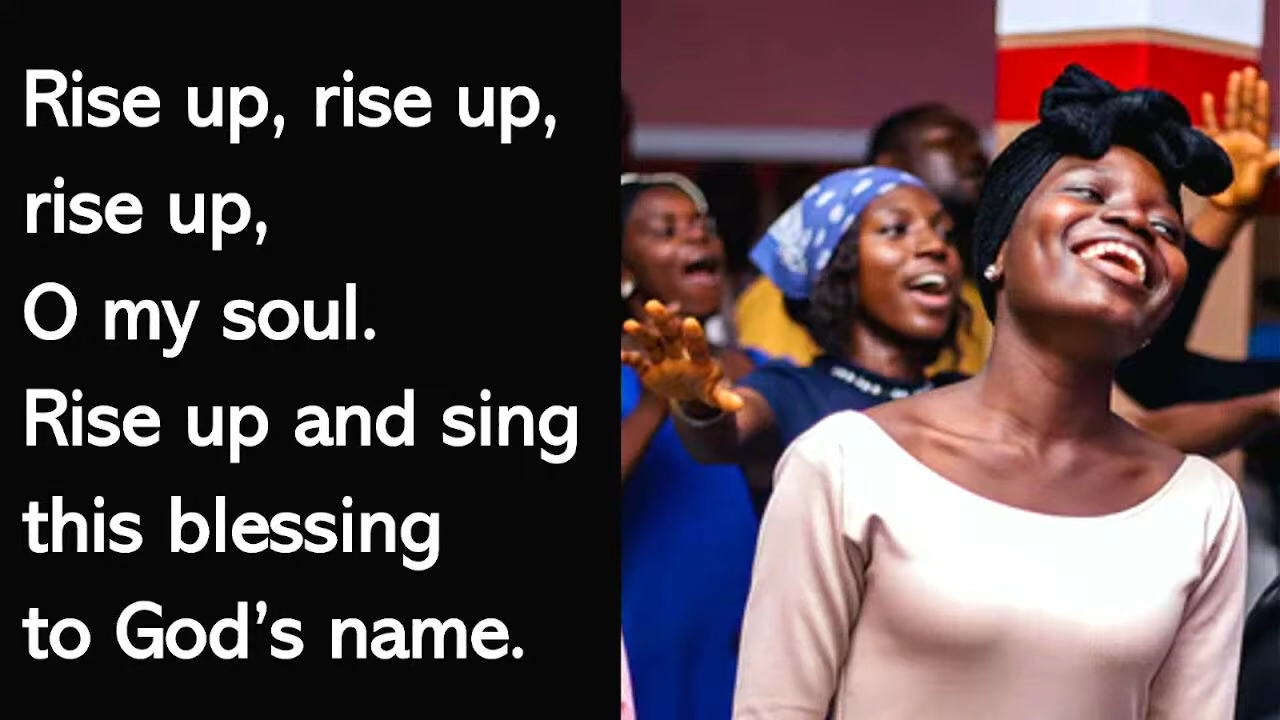 Rise up, rise up,
rise up,
O my soul.
Rise up and sing
this blessing
to God’s name.